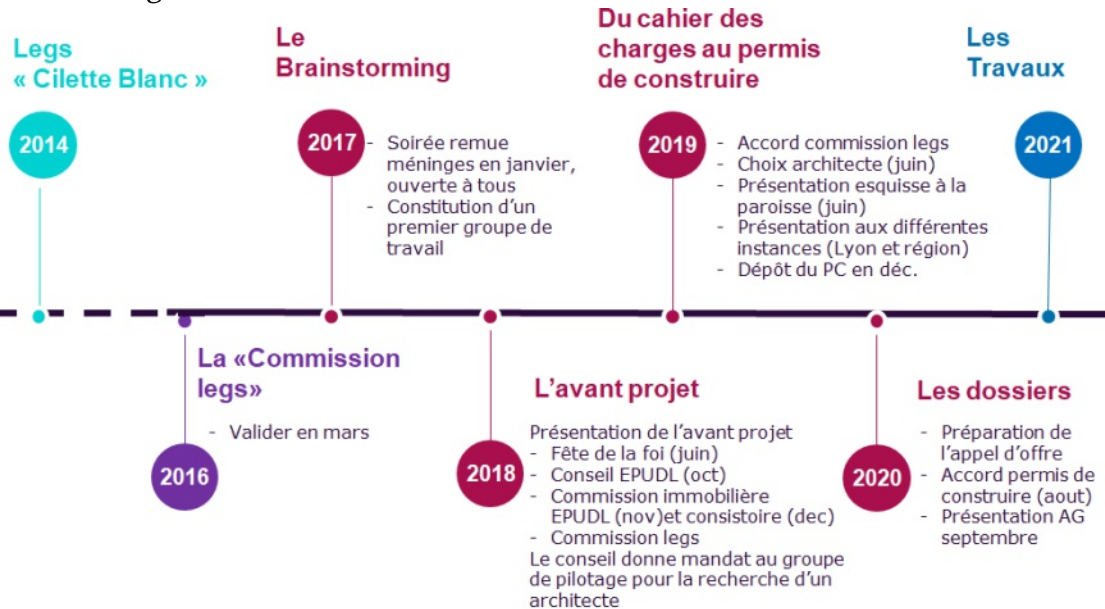 Legs
« Cilette Blanc »
2014
Le
Brainstorming
2017
- Soirée remue
méninges en janvier,
ouverte à tous
- Constitution d'un
premier groupe de
travail
Du cahier des
charges au permis
de construire
2019
- Accord commission legs
- Choix architecte (juin)
- Présentation esquisse à la
paroisse (juin)
- Présentation aux différentes
instances (Lyon et région)
- Dépôt du PC en déc.
Les
Travaux
2021
La «Commission
legs»
- Valider en mars
2016
L'avant projet
2018
Présentation de l'avant projet
- Fête de la foi (juin)
- Conseil EPUDL (oct)
- Commission immobilière
EPUDL (nov)et consistoire (dec)
- Commission legs
Le conseil donne mandat au groupe
de pilotage pour la recherche d'un
architecte
Les dossiers
2020
- Préparation de
l'appel d'offre
- Accord permis de
construire (aout)
- Présentation AG
septembre